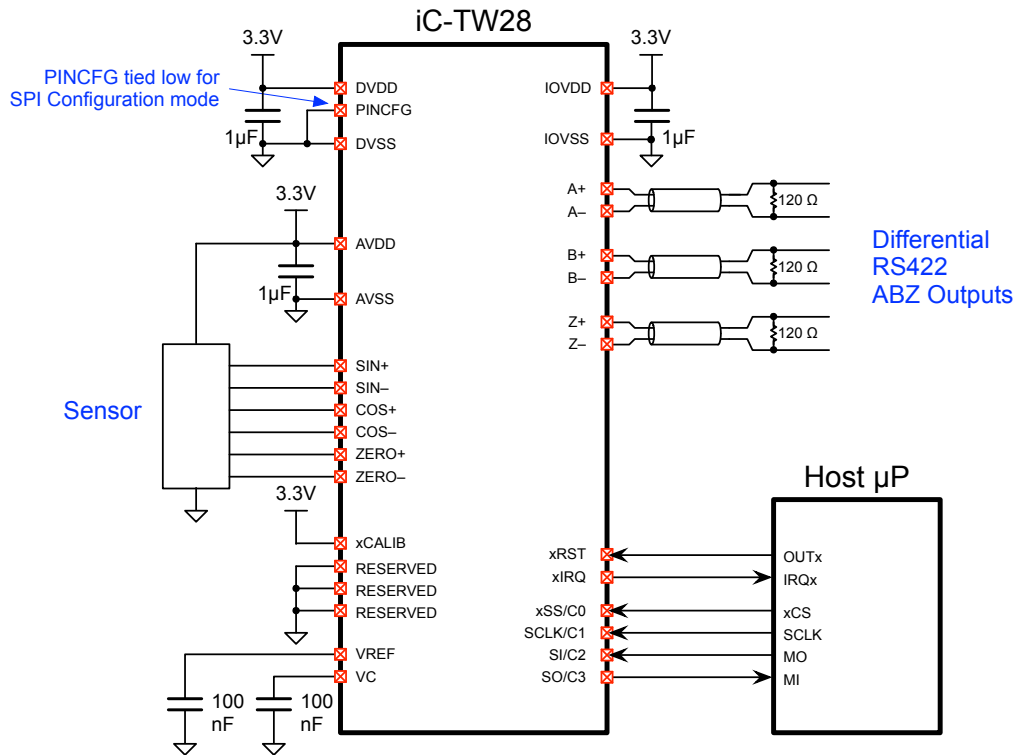 iC-TW28
3.3V
PINCFG tied low for
SPI Configuration mode
1µF
DVDD
PINCFG
DVSS
3.3V
1µF
AVDD
AVSS
Sensor
SIN+
SIN–
COS+
COS–
ZERO+
ZERO–
3.3V
xCALIB
RESERVED
RESERVED
RESERVED
VREF
VC
100
nF
100
nF
3.3V
IOVDD
IOVSS
1µF
A+
A–
120 Ω
B+
B–
120 Ω
Z+
Z–
120 Ω
Differential
RS422
ABZ Outputs
Host µP
xRST
xIRQ
xSS/C0
SCLK/C1
SI/C2
SO/C3
OUTx
IRQx
xCS
SCLK
MO
MI